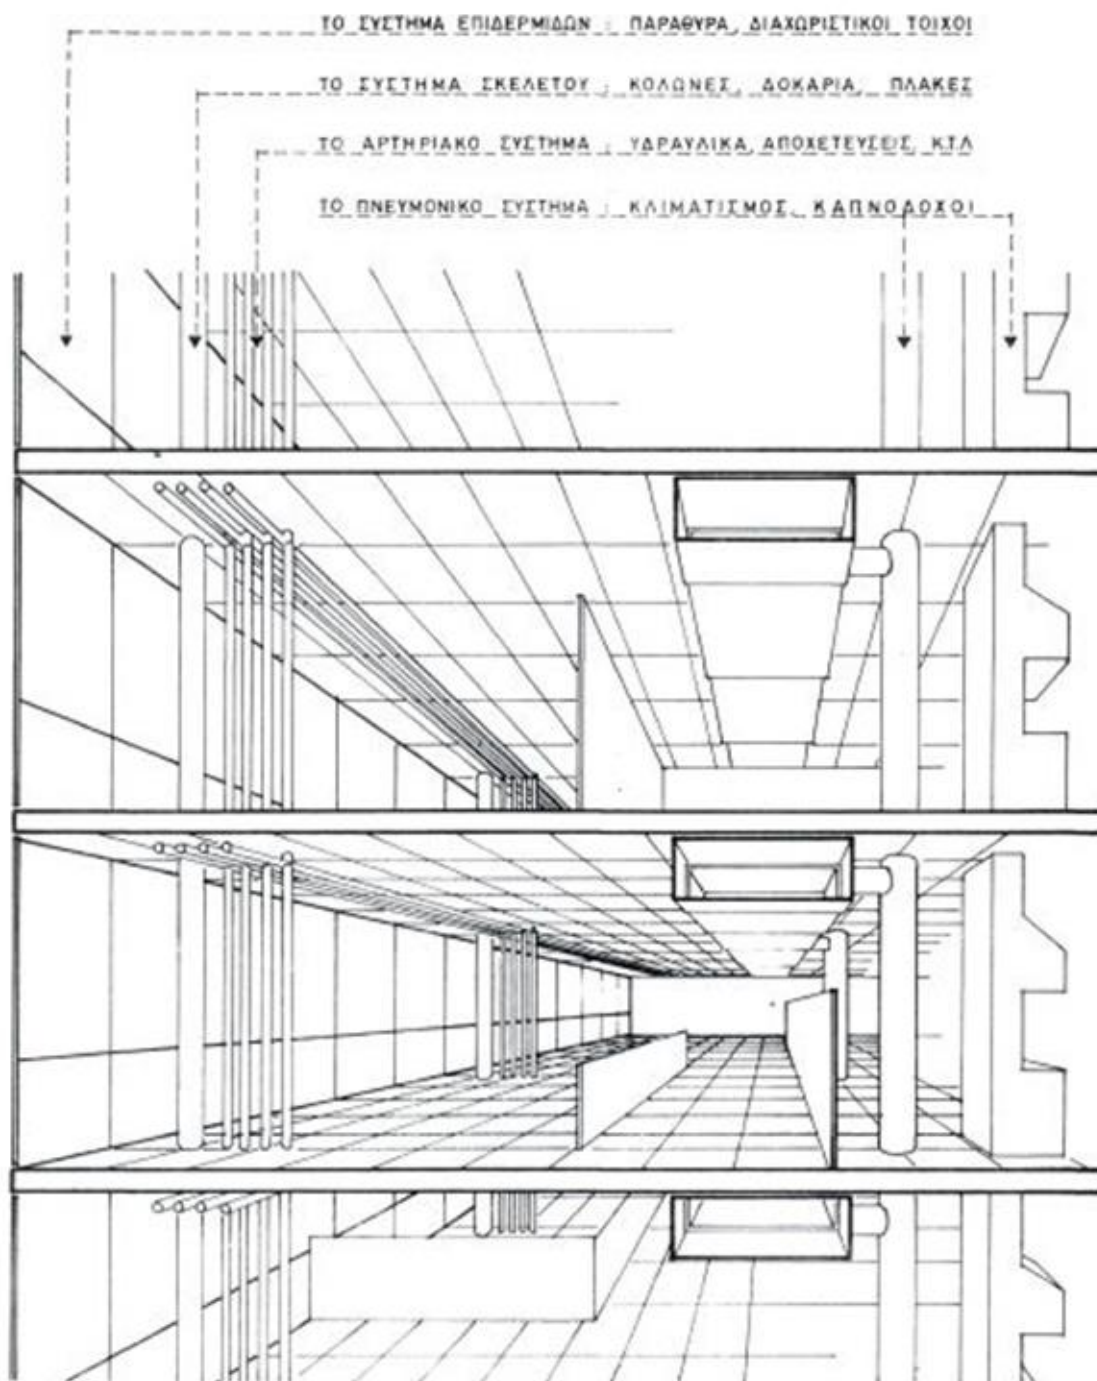 ΤΟ ΣΥΣΤΗΜΑ ΕΠΙΔΕΡΜΙΔΩΝ : ΠΑΡΑΘΥΡΑ, ΔΙΑΧΩΡΙΣΤΙΚΟΙ ΤΟΙΧΟΙ
ΤΟ ΣΥΣΤΗΜΑ ΣΚΕΛΕΤΟΥ : ΚΟΛΩΝΕΣ, ΔΟΚΑΡΙΑ, ΠΛΑΚΕΣ
ΤΟ ΑΡΤΗΡΙΑΚΟ ΣΥΣΤΗΜΑ : ΥΔΡΑΥΛΙΚΑ, ΑΠΟΧΕΤΕΥΣΕΙΣ, Κ.Τ.Λ
ΤΟ ΠΝΕΥΜΟΝΙΚΟ ΣΥΣΤΗΜΑ : ΚΛΙΜΑΤΙΣΜΟΣ, ΚΑΠΝΟΔΟΧΟΙ